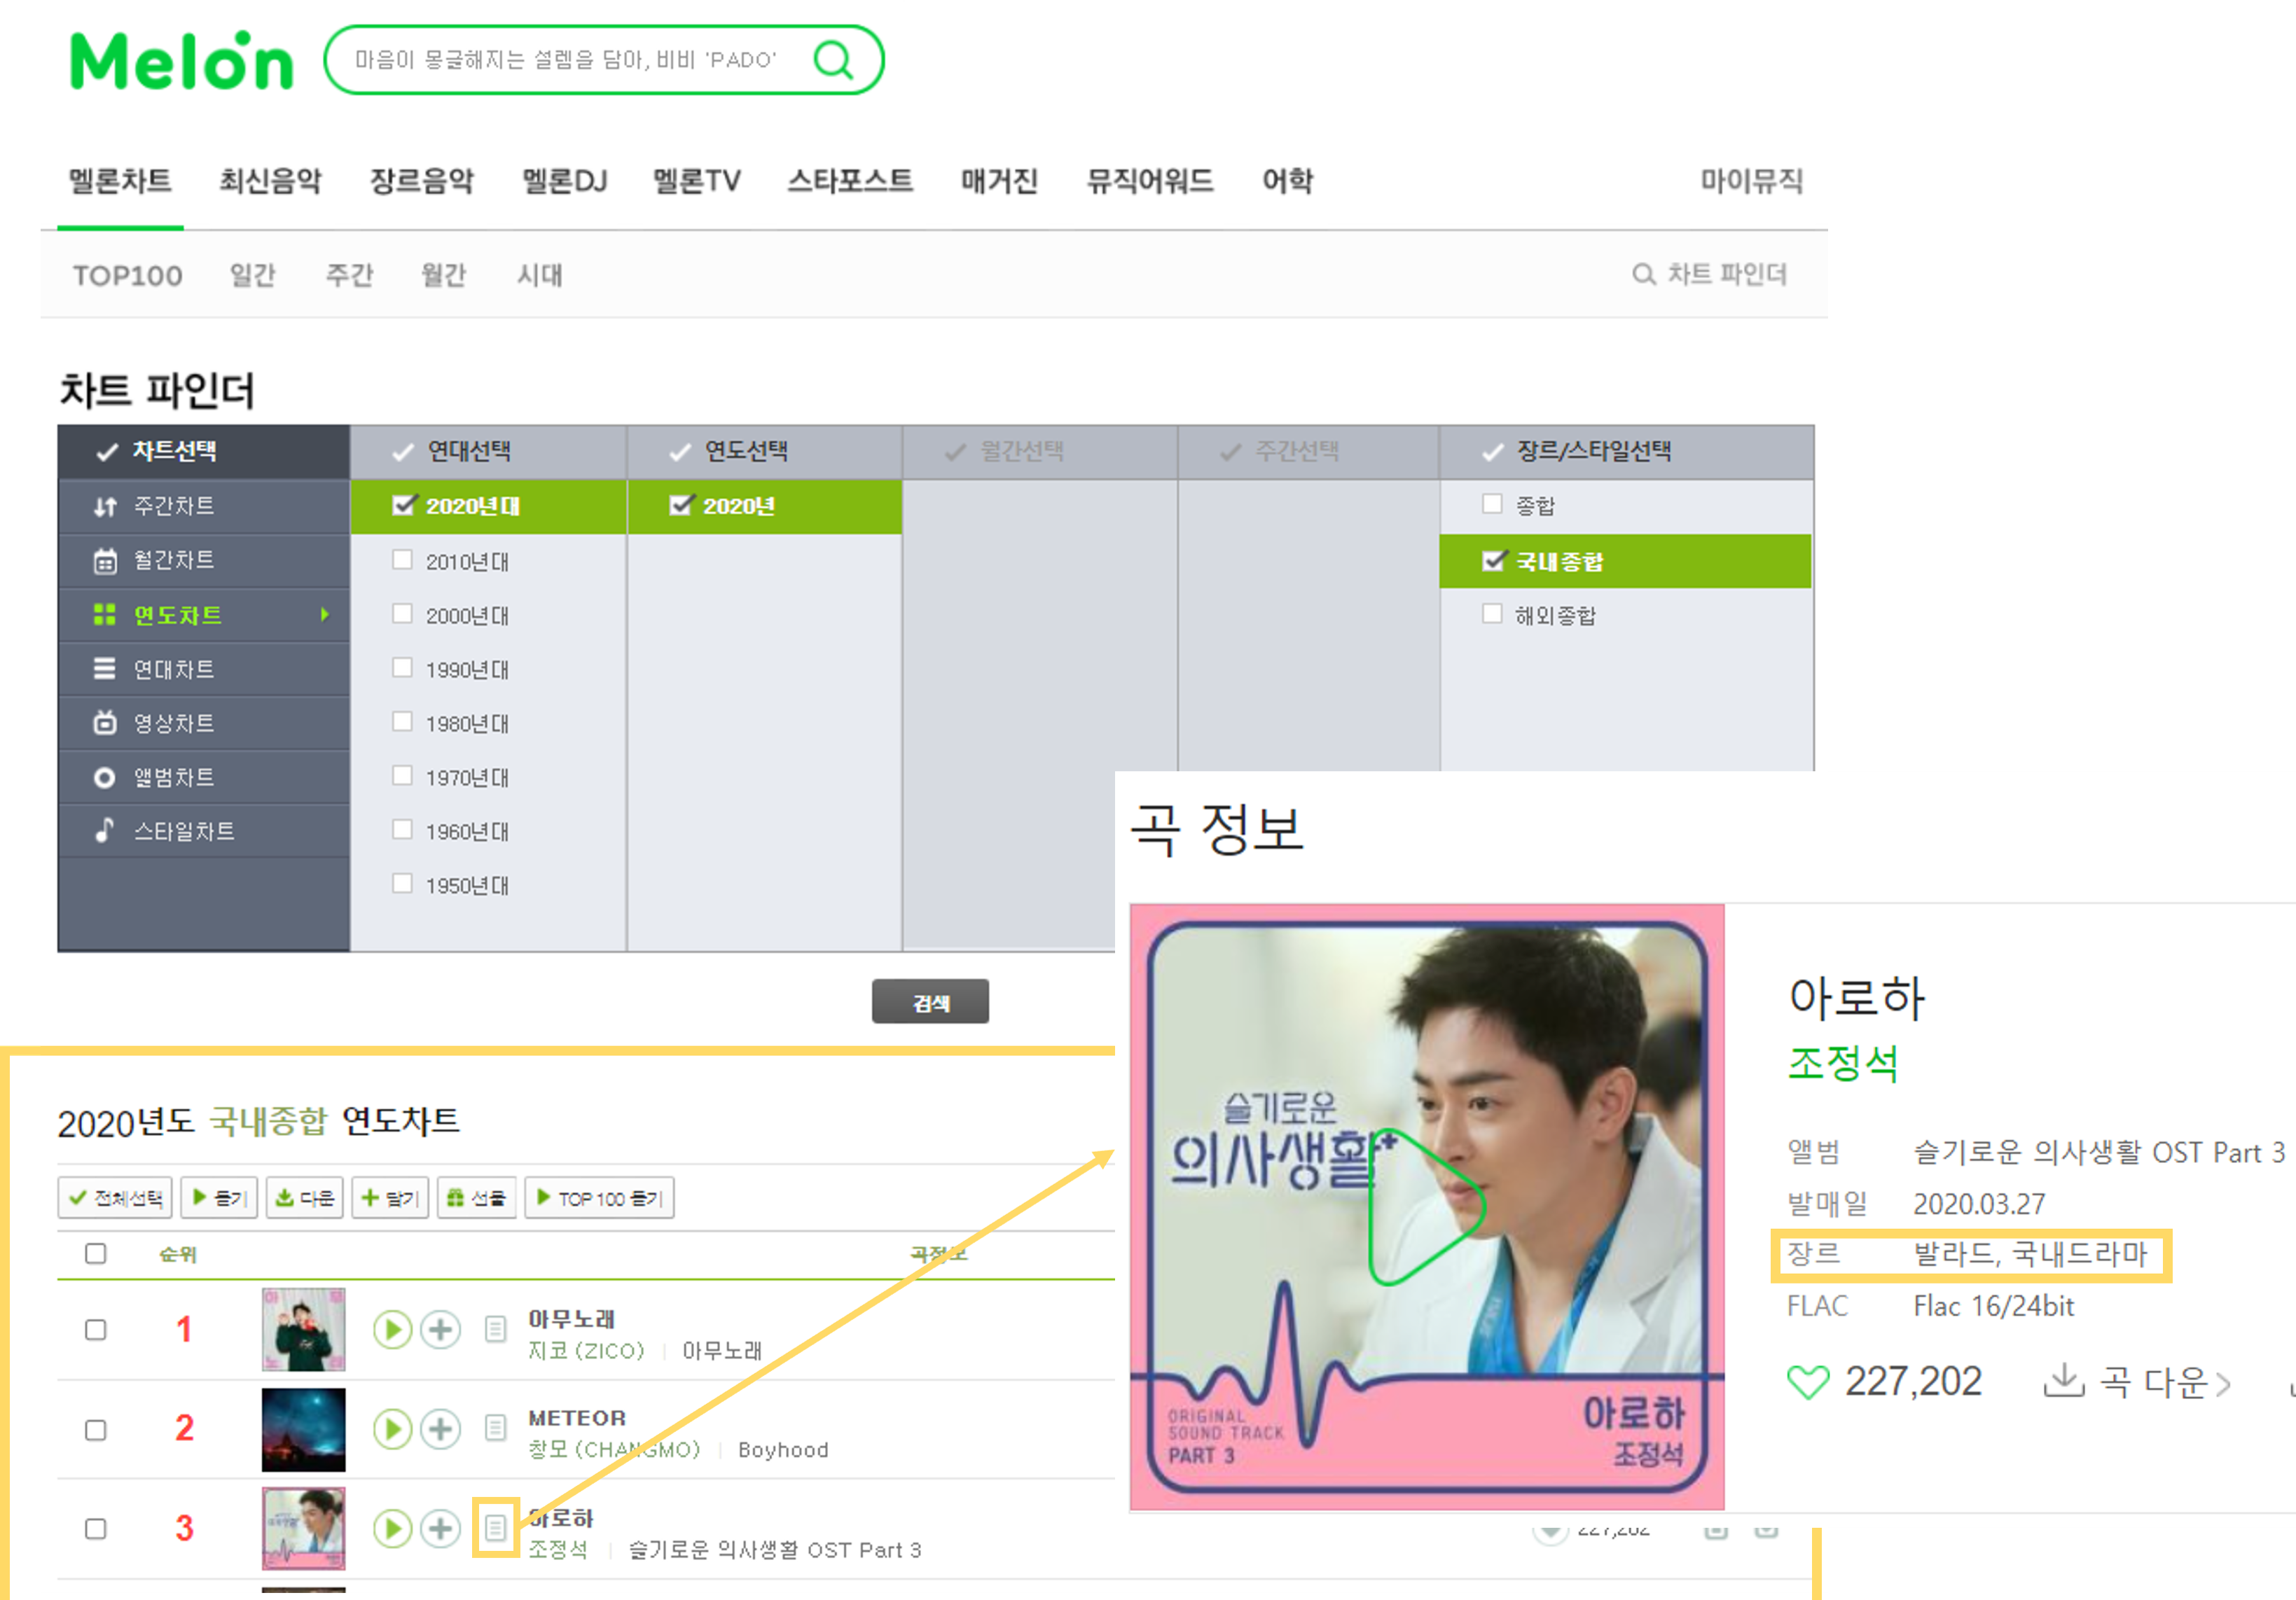 Melon
마음이 몽글해지는 설렘을 담아, 비비 'PADO'
멜론차트 최신음악 장르음악 멜론DJ 멜론TV 스타포스트 매거진 뮤직어워드 어학 마이뮤직
TOP100 일간 주간 월간 시대 차트 파인더
차트 파인더
차트선택 연대선택 연도선택 월간선택 주간선택 장르/스타일선택
주간차트 2020년대 2020년 종합
월간차트 2010년대 국내종합
연도차트 2000년대 해외종합
연대차트 1990년대
영상차트 1980년대
앨범차트 1970년대
스타일차트 1960년대
1950년대
검색
2020년도 국내종합 연도차트
전체선택 듣기 다운 담기 선물 TOP 100 듣기
순위 곡정보
1 아무노래
지코 (ZICO) 아무노래
2 METEOR
창모 (CHANGMO) Boyhood
3 아로하
조정석 슬기로운 의사생활 OST Part 3
227,202
곡 정보
슬기로운
의사생활+
ORIGINAL
SOUND TRACK
PART 3
아로하
조정석
아로하
조정석
앨범 슬기로운 의사생활 OST Part 3
발매일 2020.03.27
장르 발라드, 국내드라마
FLAC Flac 16/24bit
227,202 곡 다운